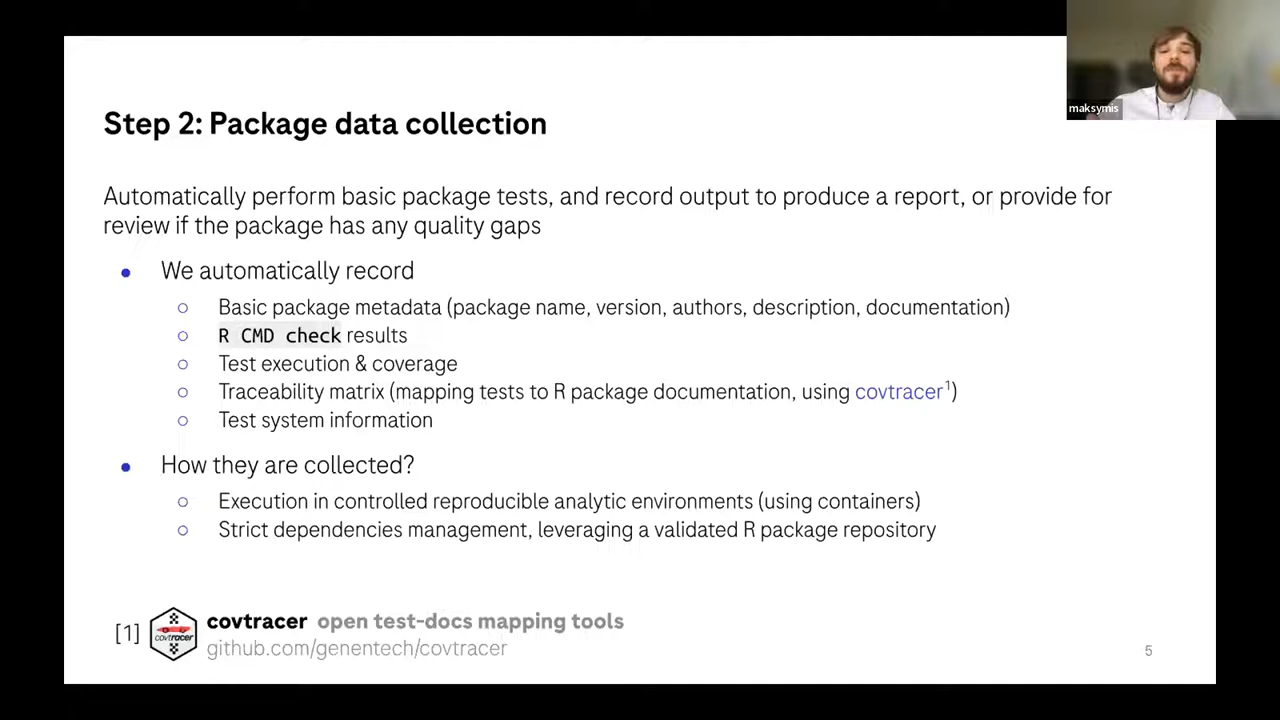 maksymis
Step 2: Package data collection
Automatically perform basic package tests, and record output to produce a report, or provide for
review if the package has any quality gaps
● We automatically record
○ Basic package metadata (package name, version, authors, description, documentation)
○ R CMD check results
○ Test execution & coverage
○ Traceability matrix (mapping tests to R package documentation, using covtracer¹)
○ Test system information
● How they are collected?
○ Execution in controlled reproducible analytic environments (using containers)
○ Strict dependencies management, leveraging a validated R package repository
[1] covtracer covtracer open test-docs mapping tools
github.com/genentech/covtracer
5